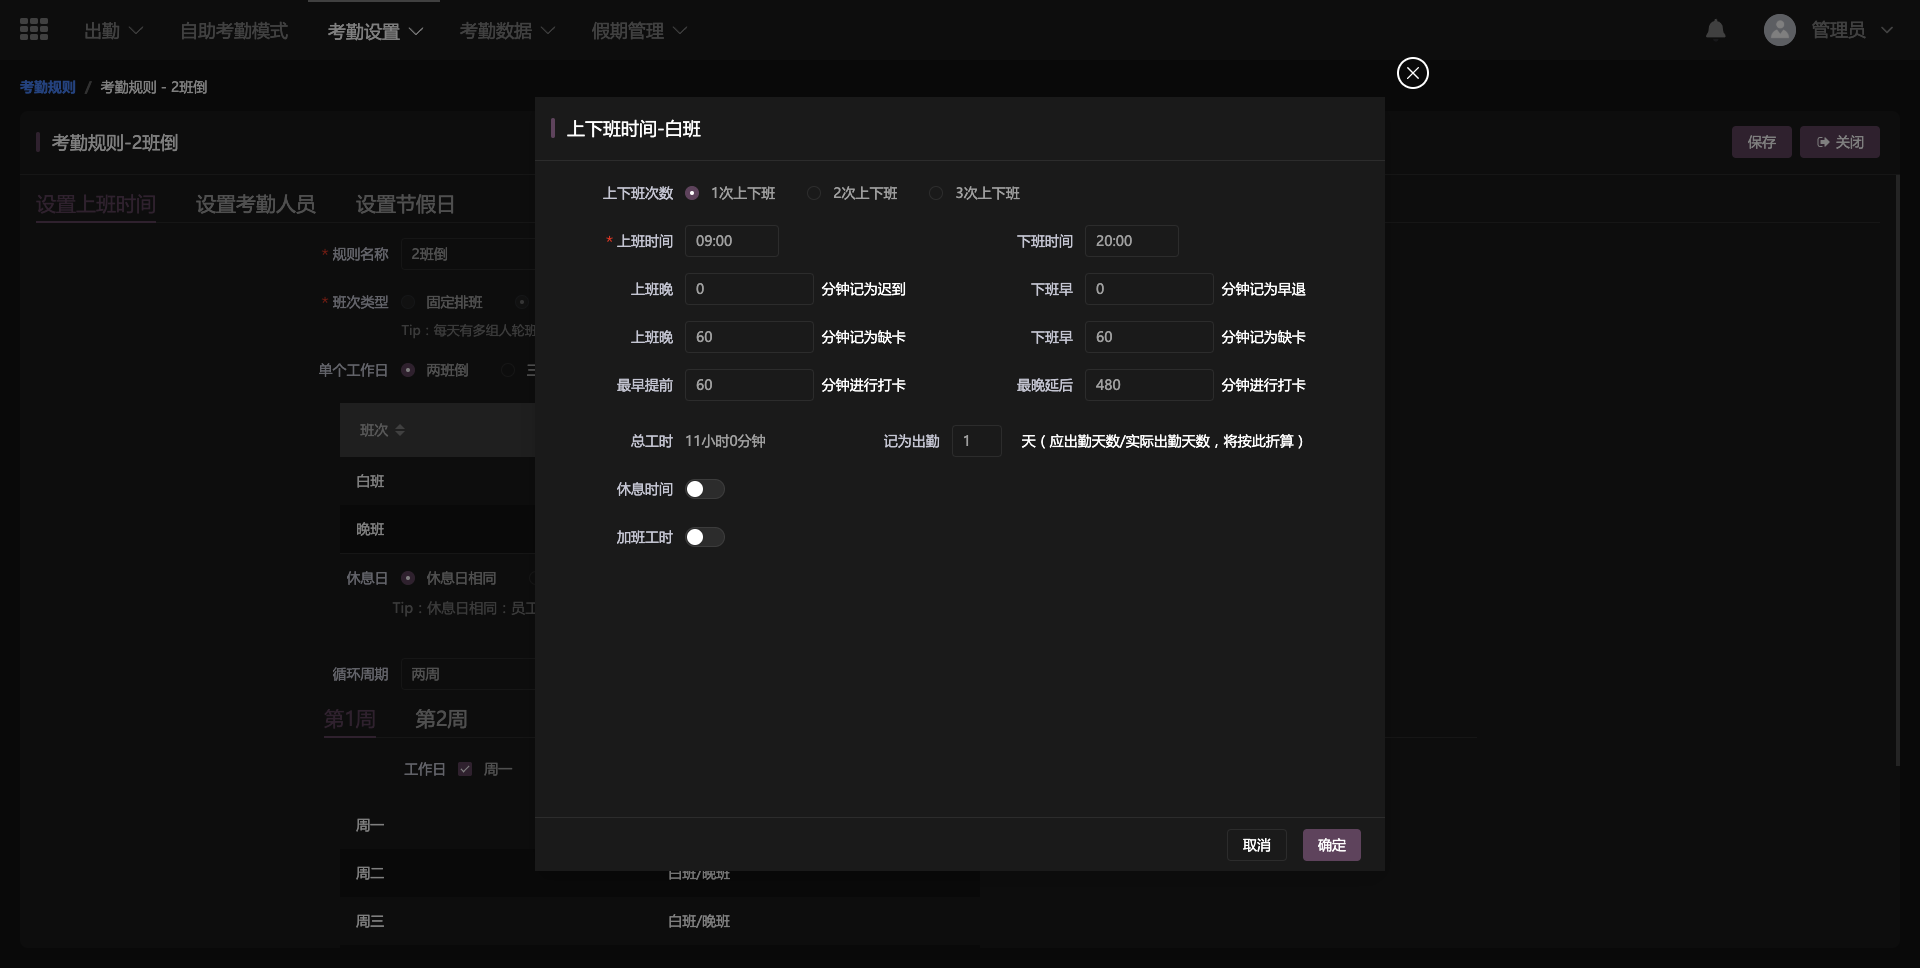 出勤 自助考勤模式 考勤设置 考勤数据 假期管理 管理员
考勤规则 / 考勤规则 - 2班倒
考勤规则-2班倒 保存 关闭
设置上班时间 设置考勤人员 设置节假日
* 规则名称 2班倒
* 班次类型 固定排班
Tip：每天有多组人轮班
单个工作日 两班倒 三
班次
白班
晚班
休息日 休息日相同
Tip：休息日相同：员工
循环周期 两周
第1周 第2周
工作日 周一
周一
周二 白班/晚班
周三 白班/晚班
上下班时间-白班
上下班次数 1次上下班 2次上下班 3次上下班
* 上班时间 09:00 下班时间 20:00
上班晚 0 分钟记为迟到 下班早 0 分钟记为早退
上班晚 60 分钟记为缺卡 下班早 60 分钟记为缺卡
最早提前 60 分钟进行打卡 最晚延后 480 分钟进行打卡
总工时 11小时0分钟 记为出勤 1 天（应出勤天数/实际出勤天数，将按此折算）
休息时间
加班工时
取消 确定